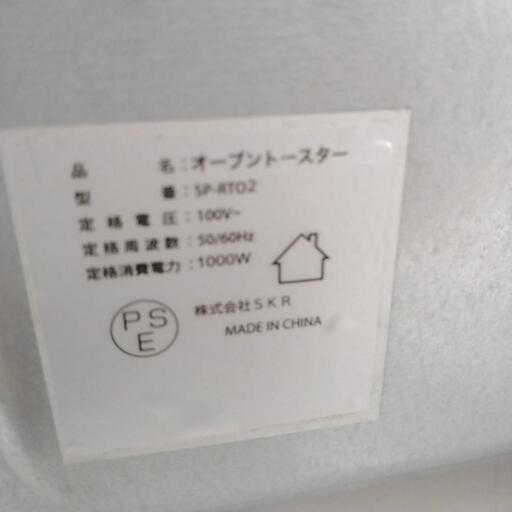 品名：オーブントースター
型番：SP-RTO2
定格電圧：100V~
定格周波数：50/60Hz
定格消費電力：1000W
PSE
株式会社SKR
MADE IN CHINA